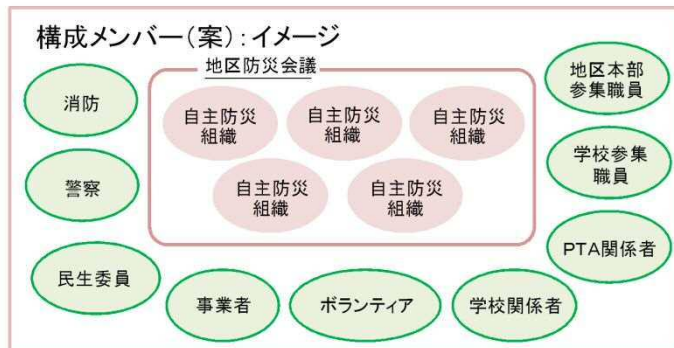 構成メンバー(案):イメージ
地区防災会議
自主防災
組織
自主防災
組織
自主防災
組織
自主防災
組織
自主防災
組織
消防
警察
民生委員
事業者
ボランティア
学校関係者
PTA関係者
学校参集
職員
地区本部
参集職員